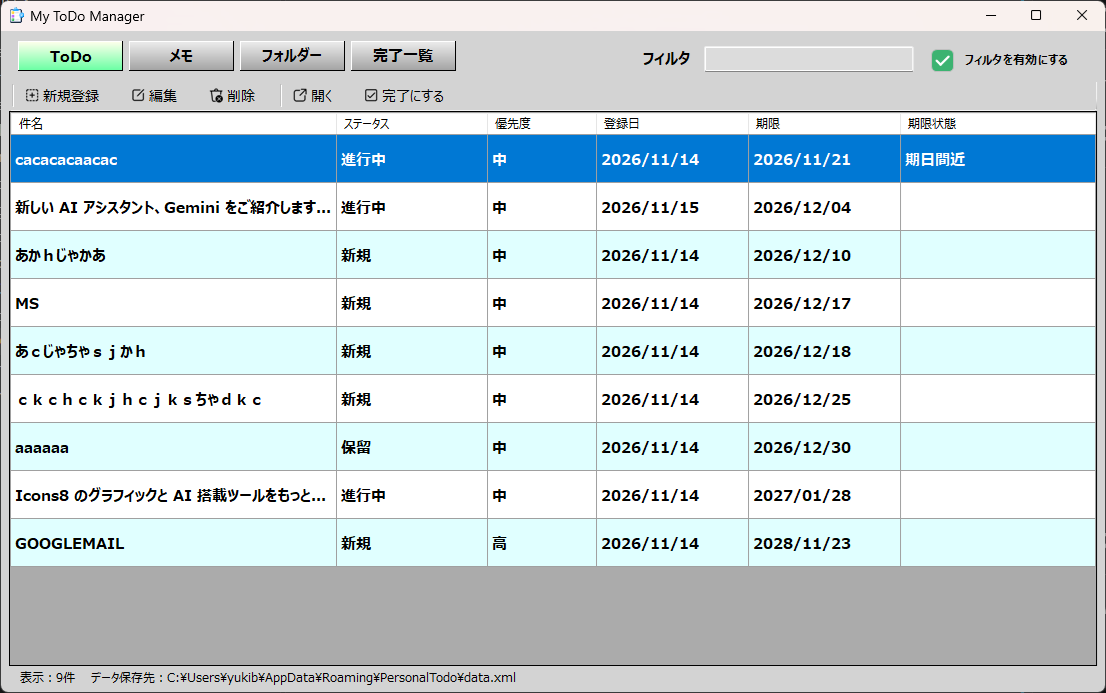 My ToDo Manager
ToDo メモ フォルダー 完了一覧 フィルタ フィルタを有効にする
新規登録 編集 削除 開く 完了にする
件名 ステータス 優先度 登録日 期限 期限状態
cacacacaacac 進行中 中 2026/11/14 2026/11/21 期日間近
新しい AI アシスタント、Gemini をご紹介します... 進行中 中 2026/11/15 2026/12/04
あかhじゃかあ 新規 中 2026/11/14 2026/12/10
MS 新規 中 2026/11/14 2026/12/17
あcじゃちゃsjかh 新規 中 2026/11/14 2026/12/18
ckchckjhcjksちゃdkc 新規 中 2026/11/14 2026/12/25
aaaaaa 保留 中 2026/11/14 2026/12/30
Icons8 のグラフィックと AI 搭載ツールをもっと... 進行中 中 2026/11/14 2027/01/28
GOOGLEMAIL 新規 高 2026/11/14 2028/11/23
表示：9件 データ保存先：C:¥Users¥yukib¥AppData¥Roaming¥PersonalTodo¥data.xml